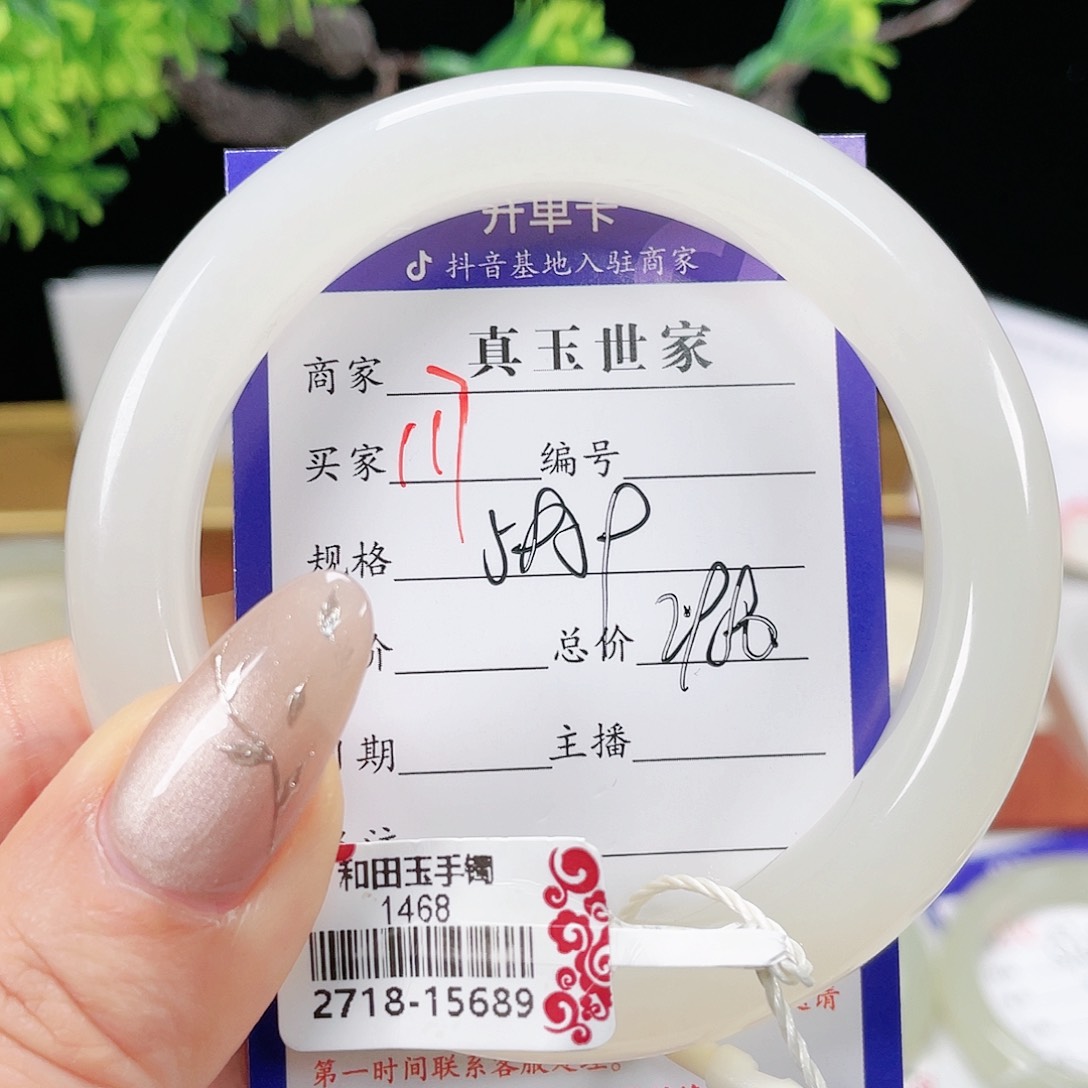 开单卡
抖音基地入驻商家
商家 真玉世家
买家 编号
规格
价 总价
期 主播
注
和田玉手镯
1468
2718-15689
第一时间联系客服处理。